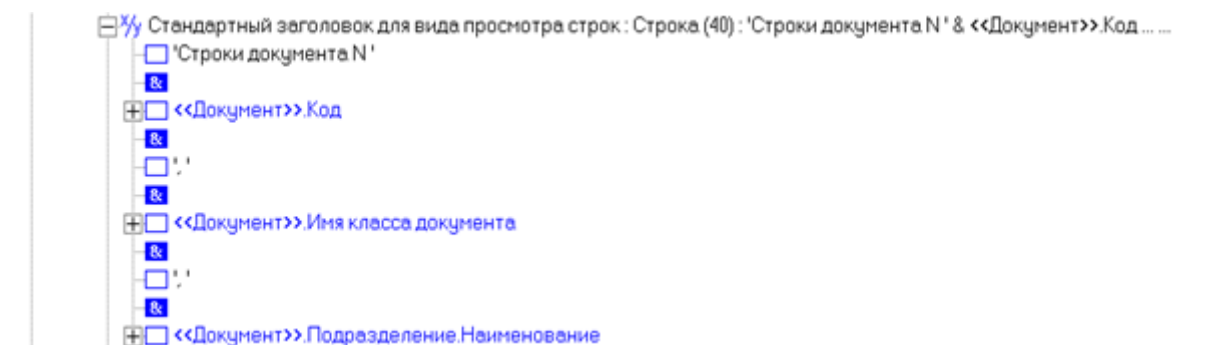 Стандартный заголовок для вида просмотра строк : Строка (40) : 'Строки документа N ' & <<Документ>>.Код ... ...
'Строки документа N '
&
<<Документ>>.Код
&
', '
&
<<Документ>>.Имя класса документа
&
', '
&
<<Документ>>.Подразделение.Наименование